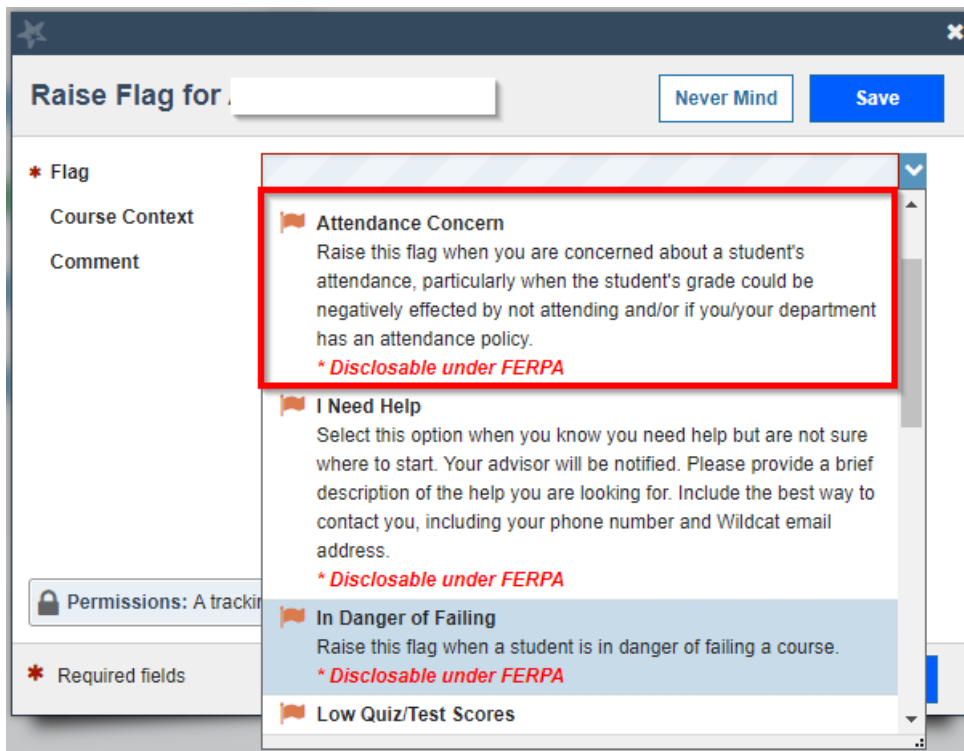 Raise Flag for
Never Mind
Save
* Flag
Course Context
Comment
Attendance Concern
Raise this flag when you are concerned about a student's
attendance, particularly when the student's grade could be
negatively effected by not attending and/or if you/your department
has an attendance policy.
* Disclosable under FERPA
I Need Help
Select this option when you know you need help but are not sure
where to start. Your advisor will be notified. Please provide a brief
description of the help you are looking for. Include the best way to
contact you, including your phone number and Wildcat email
address.
* Disclosable under FERPA
In Danger of Failing
Raise this flag when a student is in danger of failing a course.
* Disclosable under FERPA
Low Quiz/Test Scores
Permissions: A
* Required fields